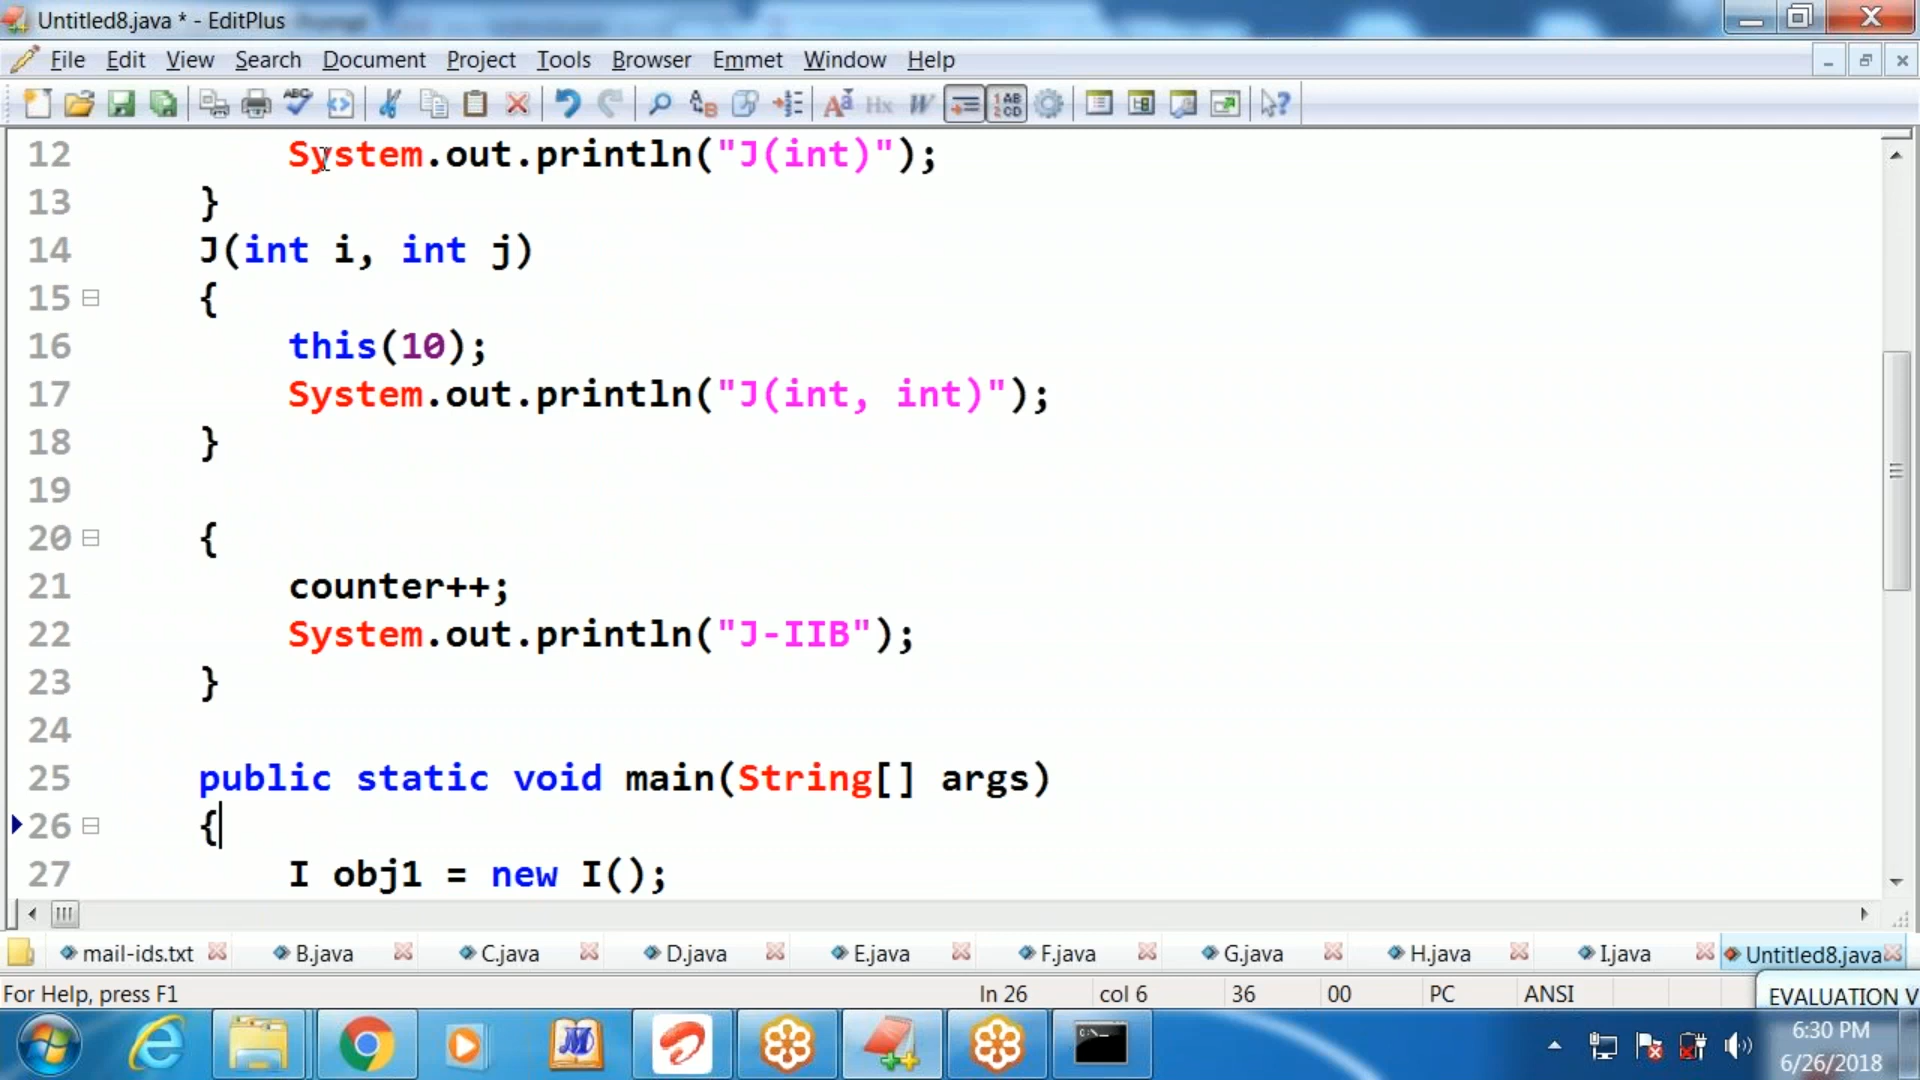 Untitled8.java * - EditPlus
File Edit View Search Document Project Tools Browser Emmet Window Help
12 System.out.println("J(int)");
13 }
14 J(int i, int j)
15 {
16 this(10);
17 System.out.println("J(int, int)");
18 }
19
20 {
21 counter++;
22 System.out.println("J-IIB");
23 }
24
25 public static void main(String[] args)
26 {
27 I obj1 = new I();
mail-ids.txt B.java C.java D.java E.java F.java G.java H.java I.java Untitled8.java
For Help, press F1 ln 26 col 6 36 00 PC ANSI EVALUATION V
6:30 PM
6/26/2018